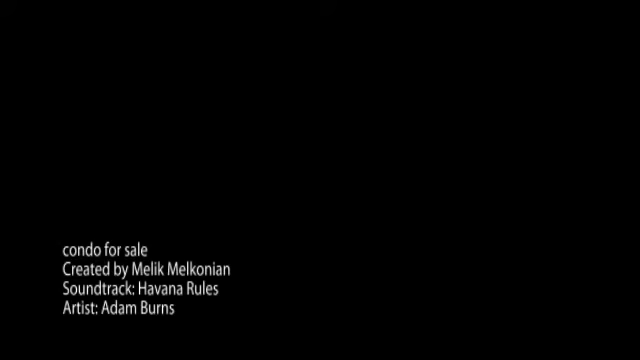 condo for sale
Created by Melik Melkonian
Soundtrack: Havana Rules
Artist: Adam Burns